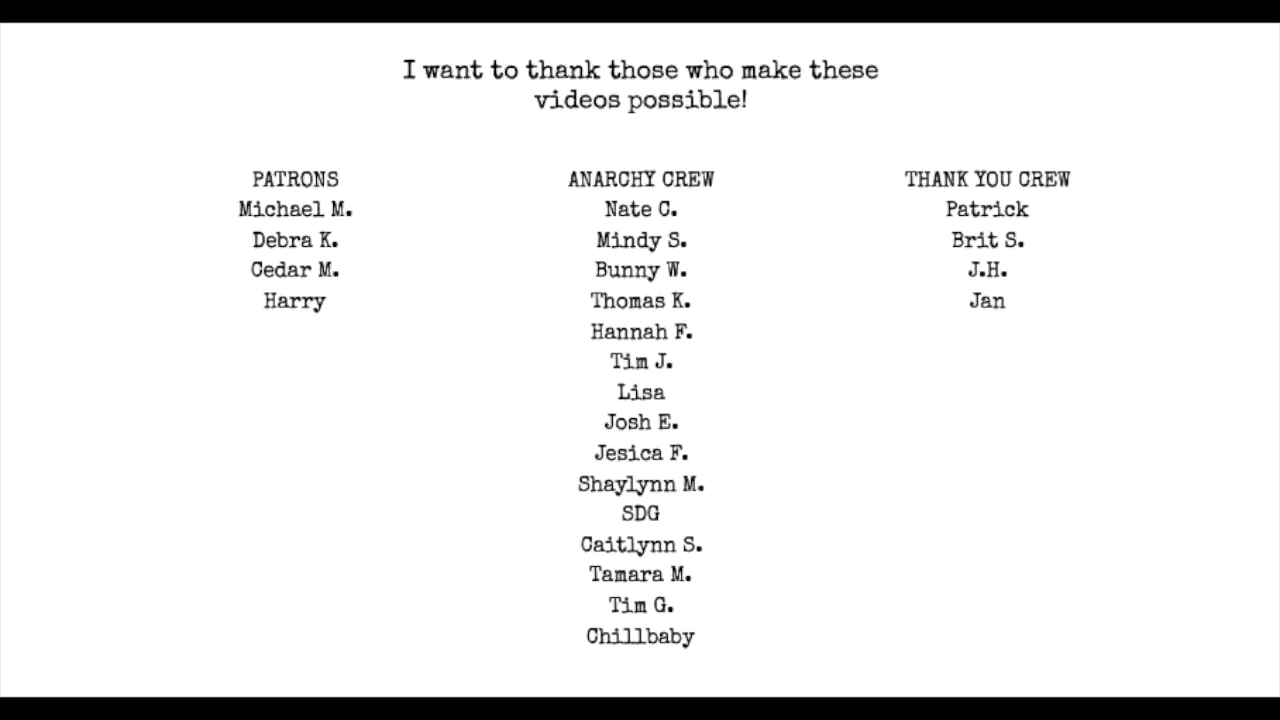 I want to thank those who make these
videos possible!
PATRONS
Michael M.
Debra K.
Cedar M.
Harry
ANARCHY CREW
Nate C.
Mindy S.
Bunny W.
Thomas K.
Hannah F.
Tim J.
Lisa
Josh E.
Jesica F.
Shaylynn M.
SDG
Caitlynn S.
Tamara M.
Tim G.
Chillbaby
THANK YOU CREW
Patrick
Brit S.
J.H.
Jan